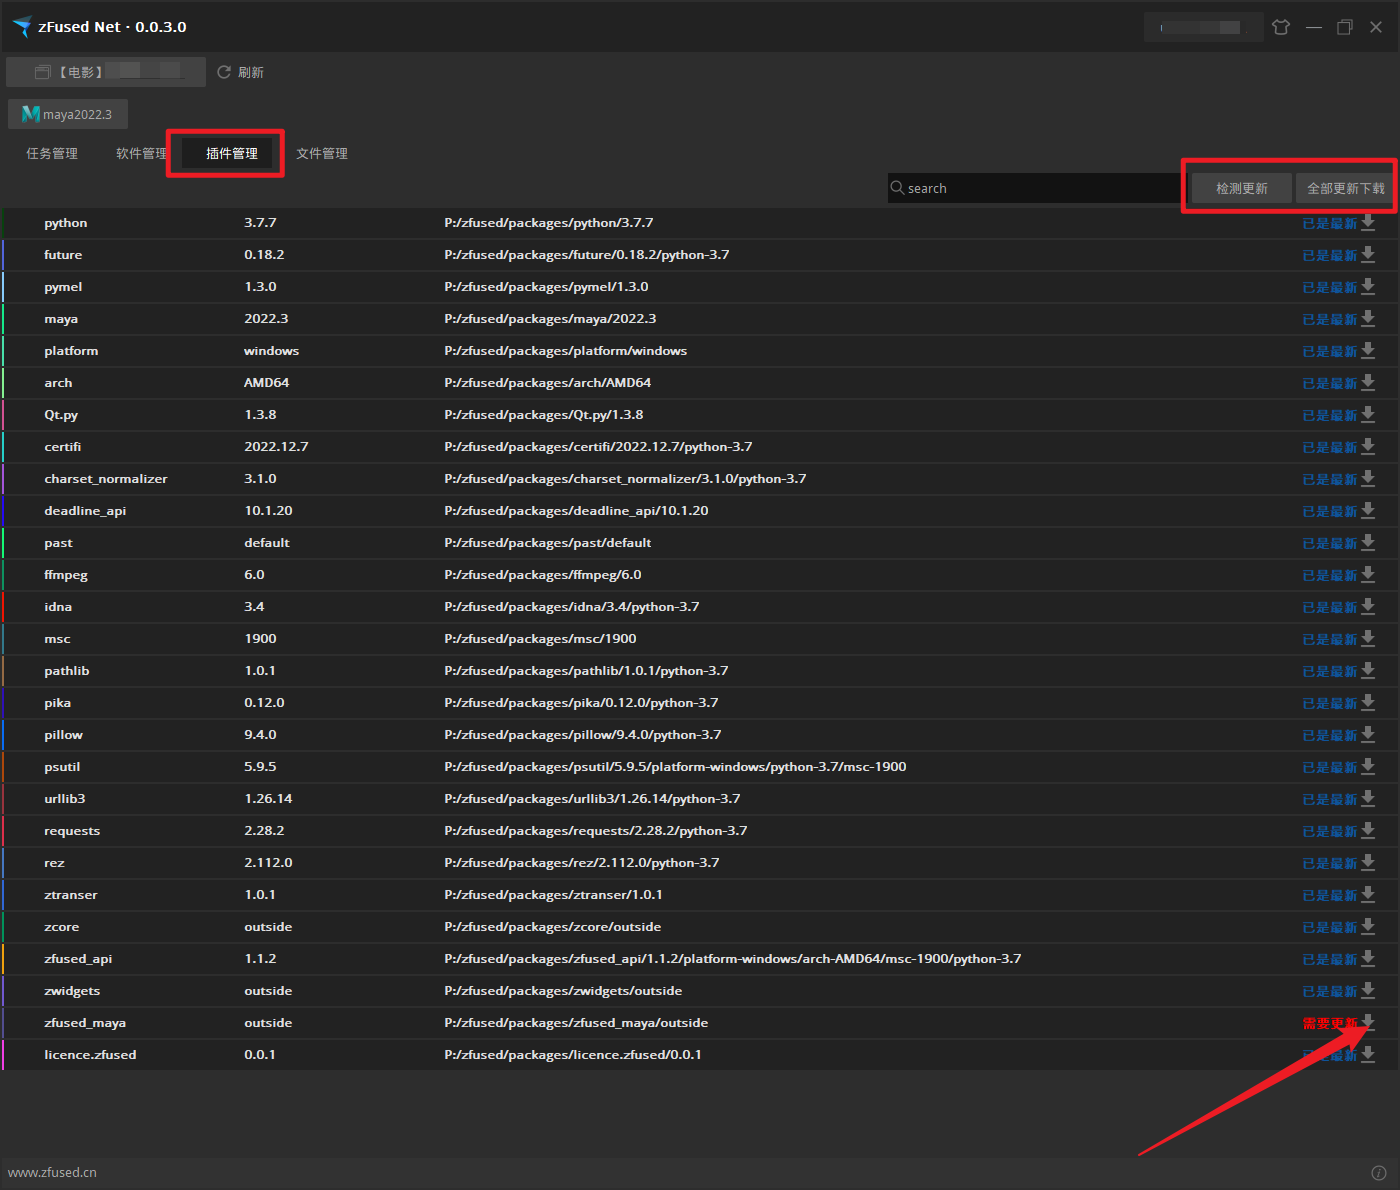 zFused Net · 0.0.3.0
【电影】 刷新
maya2022.3
任务管理 软件管理 插件管理 文件管理
search 检测更新 全部更新下载
python 3.7.7 P:/zfused/packages/python/3.7.7 已是最新
future 0.18.2 P:/zfused/packages/future/0.18.2/python-3.7 已是最新
pymel 1.3.0 P:/zfused/packages/pymel/1.3.0 已是最新
maya 2022.3 P:/zfused/packages/maya/2022.3 已是最新
platform windows P:/zfused/packages/platform/windows 已是最新
arch AMD64 P:/zfused/packages/arch/AMD64 已是最新
Qt.py 1.3.8 P:/zfused/packages/Qt.py/1.3.8 已是最新
certifi 2022.12.7 P:/zfused/packages/certifi/2022.12.7/python-3.7 已是最新
charset_normalizer 3.1.0 P:/zfused/packages/charset_normalizer/3.1.0/python-3.7 已是最新
deadline_api 10.1.20 P:/zfused/packages/deadline_api/10.1.20 已是最新
past default P:/zfused/packages/past/default 已是最新
ffmpeg 6.0 P:/zfused/packages/ffmpeg/6.0 已是最新
idna 3.4 P:/zfused/packages/idna/3.4/python-3.7 已是最新
msc 1900 P:/zfused/packages/msc/1900 已是最新
pathlib 1.0.1 P:/zfused/packages/pathlib/1.0.1/python-3.7 已是最新
pika 0.12.0 P:/zfused/packages/pika/0.12.0/python-3.7 已是最新
pillow 9.4.0 P:/zfused/packages/pillow/9.4.0/python-3.7 已是最新
psutil 5.9.5 P:/zfused/packages/psutil/5.9.5/platform-windows/python-3.7/msc-1900 已是最新
urllib3 1.26.14 P:/zfused/packages/urllib3/1.26.14/python-3.7 已是最新
requests 2.28.2 P:/zfused/packages/requests/2.28.2/python-3.7 已是最新
rez 2.112.0 P:/zfused/packages/rez/2.112.0/python-3.7 已是最新
ztranser 1.0.1 P:/zfused/packages/ztranser/1.0.1 已是最新
zcore outside P:/zfused/packages/zcore/outside 已是最新
zfused_api 1.1.2 P:/zfused/packages/zfused_api/1.1.2/platform-windows/arch-AMD64/msc-1900/python-3.7 已是最新
zwidgets outside P:/zfused/packages/zwidgets/outside 已是最新
zfused_maya outside P:/zfused/packages/zfused_maya/outside 需要更新
licence.zfused 0.0.1 P:/zfused/packages/licence.zfused/0.0.1 已是最新
www.zfused.cn